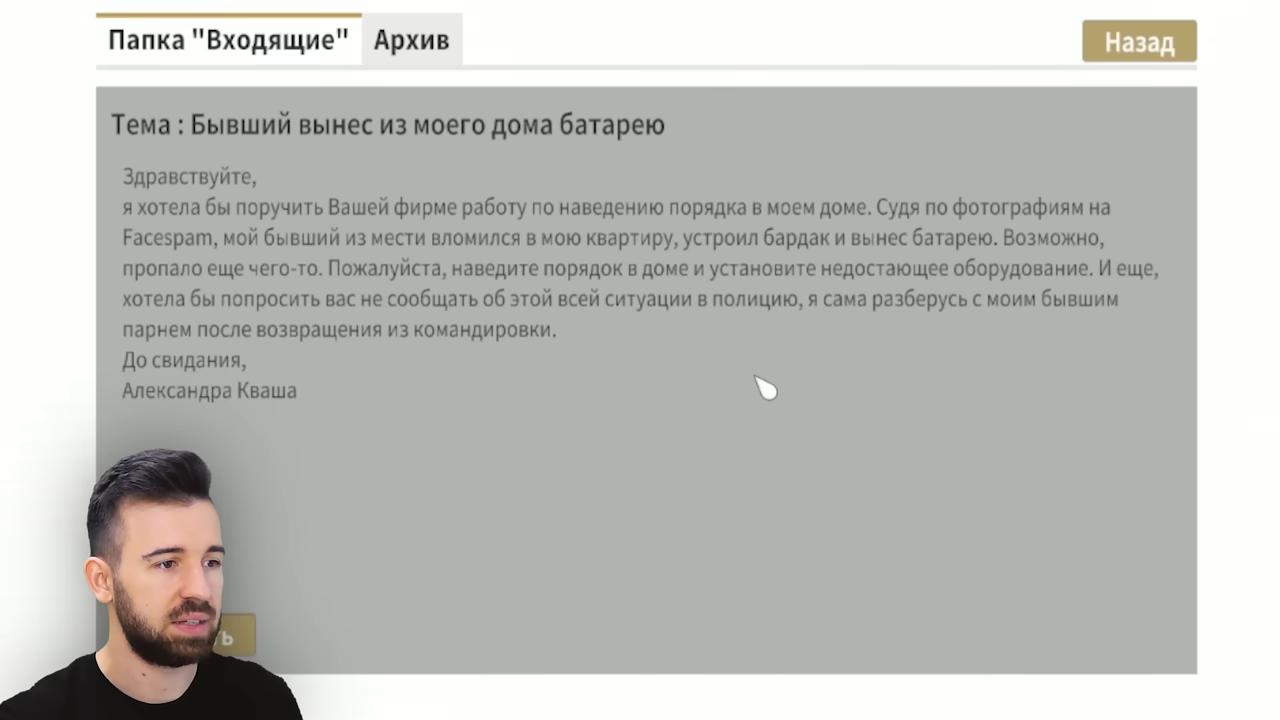 Папка "Входящие"
Архив
Назад
Тема : Бывший вынес из моего дома батарею
Здравствуйте,
я хотела бы поручить Вашей фирме работу по наведению порядка в моем доме. Судя по фотографиям на
Facespam, мой бывший из мести вломился в мою квартиру, устроил бардак и вынес батарею. Возможно,
пропало еще чего-то. Пожалуйста, наведите порядок в доме и установите недостающее оборудование. И еще,
хотела бы попросить вас не сообщать об этой всей ситуации в полицию, я сама разберусь с моим бывшим
парнем после возвращения из командировки.
До свидания,
Александра Кваша